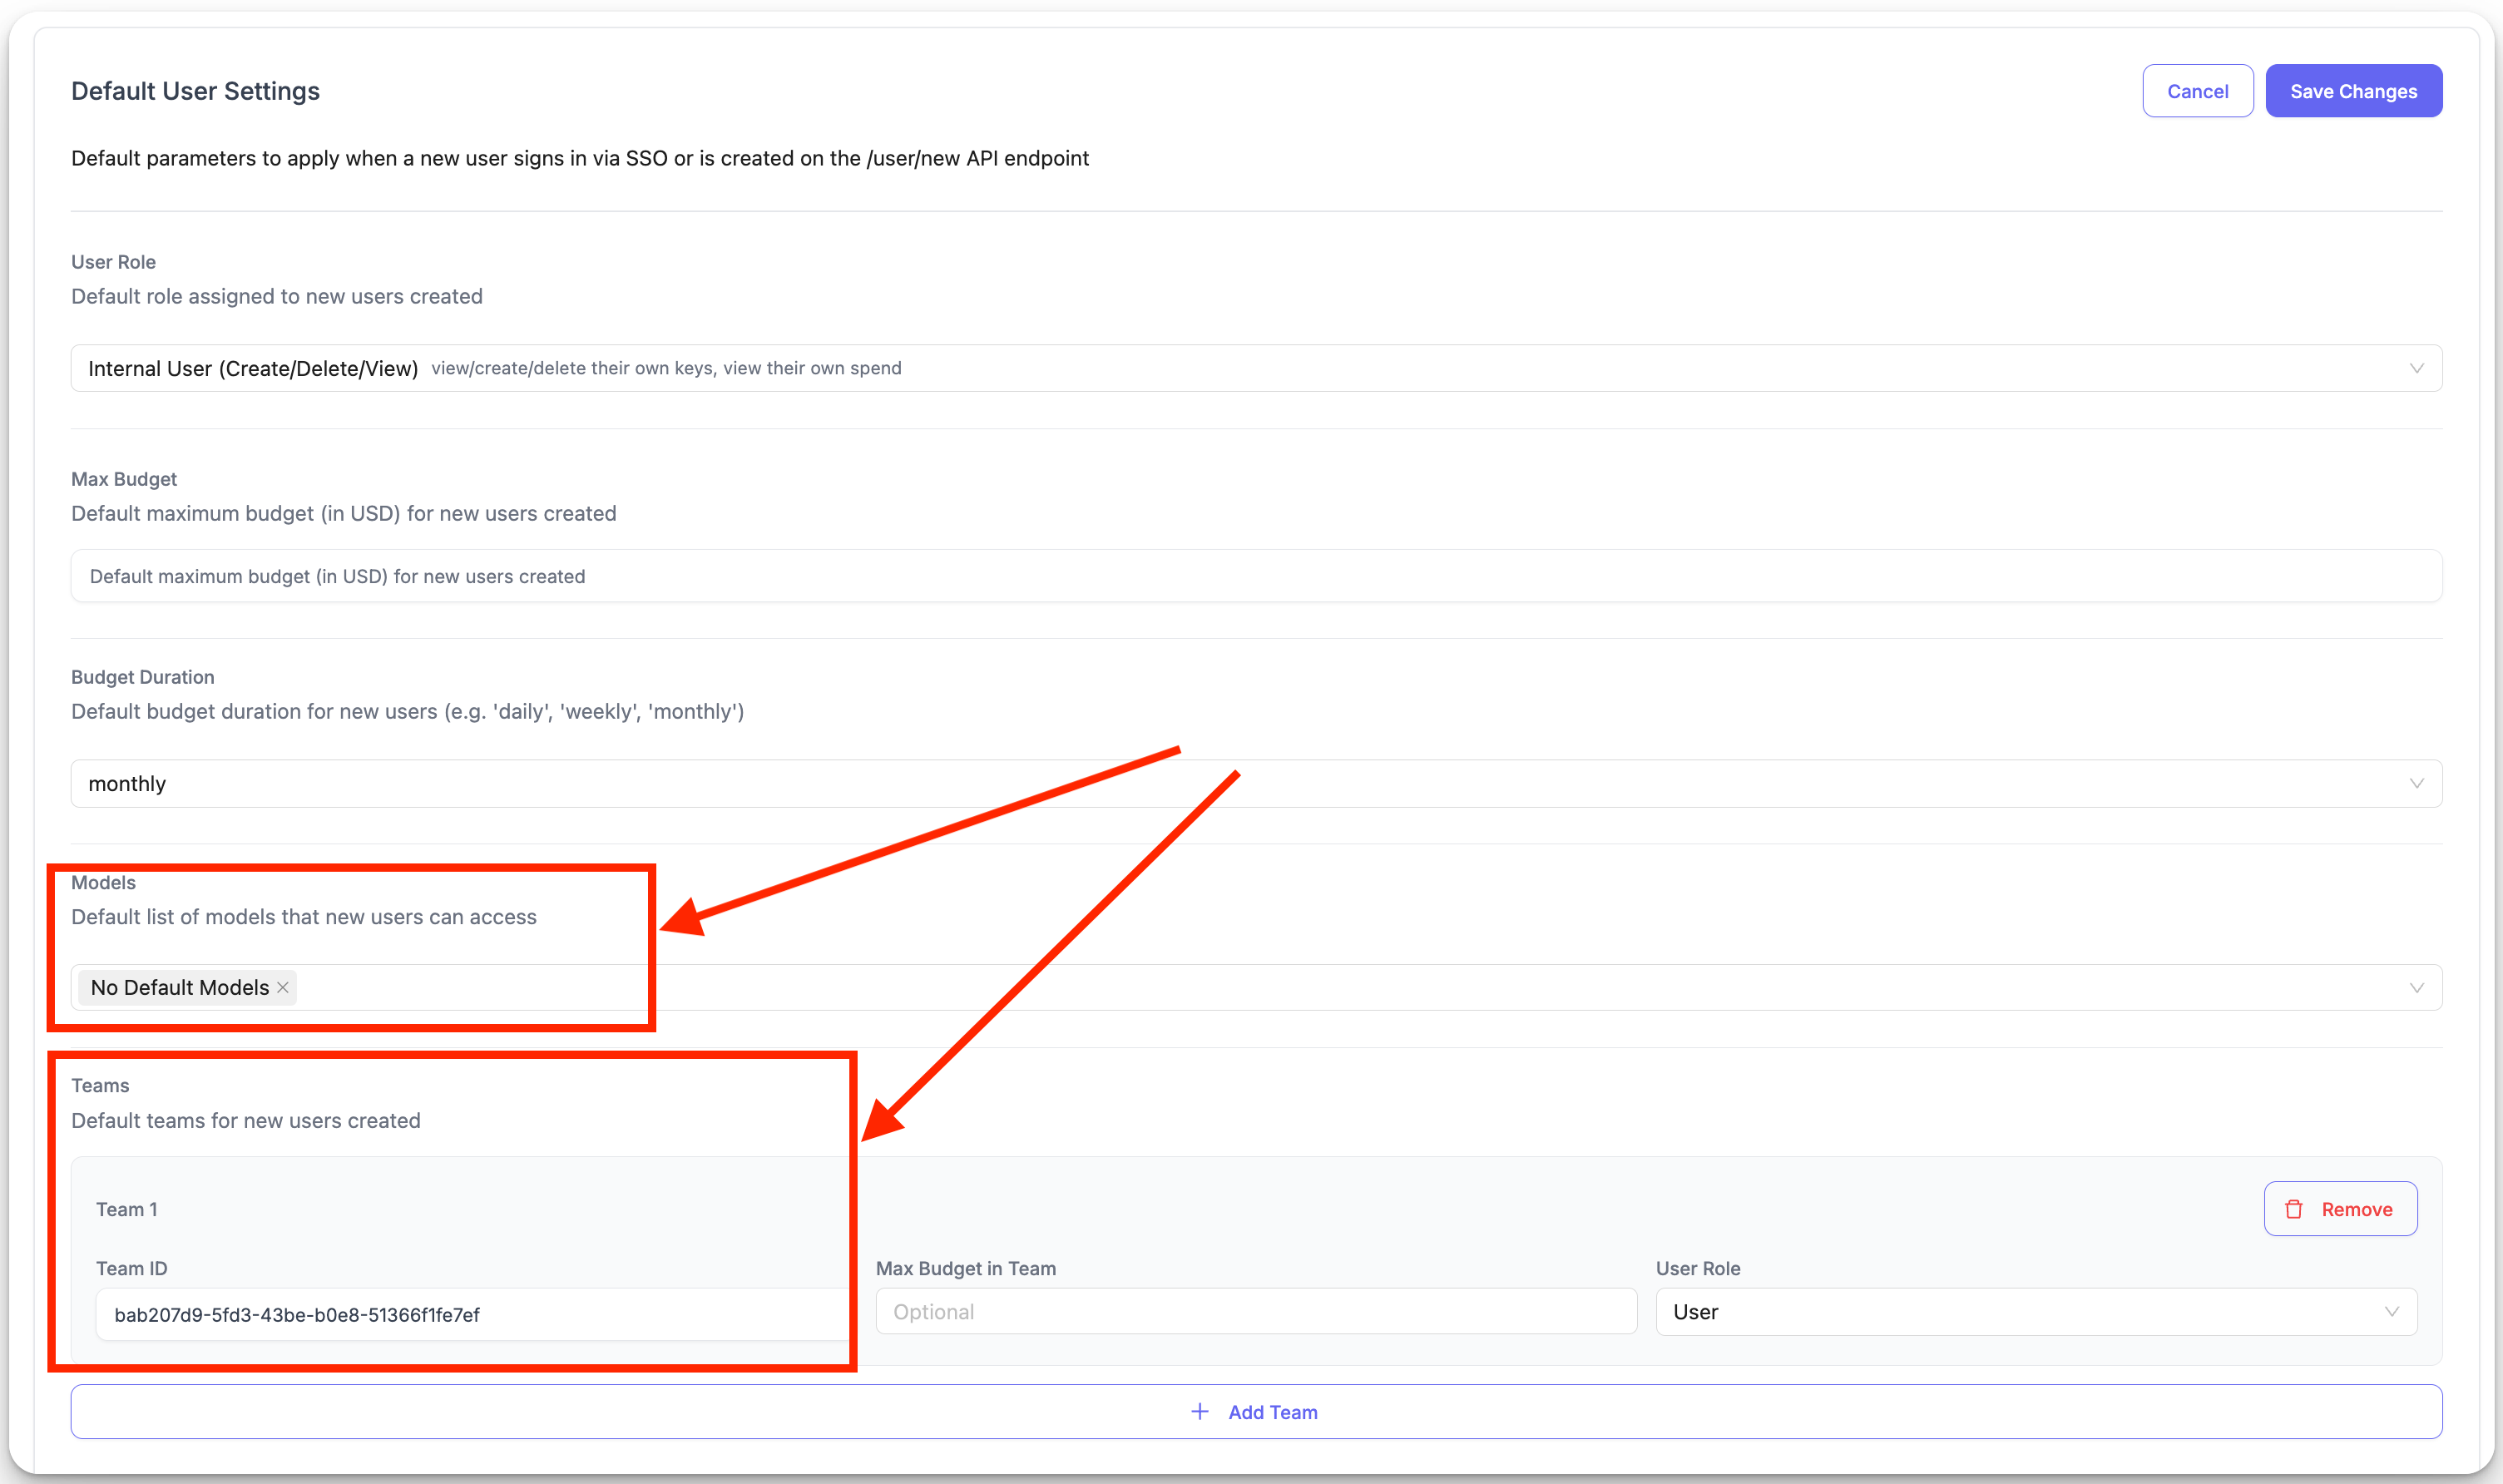 Default User Settings
Cancel
Save Changes
Default parameters to apply when a new user signs in via SSO or is created on the /user/new API endpoint
User Role
Default role assigned to new users created
Internal User (Create/Delete/View) view/create/delete their own keys, view their own spend
Max Budget
Default maximum budget (in USD) for new users created
Default maximum budget (in USD) for new users created
Budget Duration
Default budget duration for new users (e.g. 'daily', 'weekly', 'monthly')
monthly
Models
Default list of models that new users can access
No Default Models
Teams
Default teams for new users created
Team 1
Remove
Team ID
Max Budget in Team
User Role
bab207d9-5fd3-43be-b0e8-51366f1fe7ef
Optional
User
Add Team